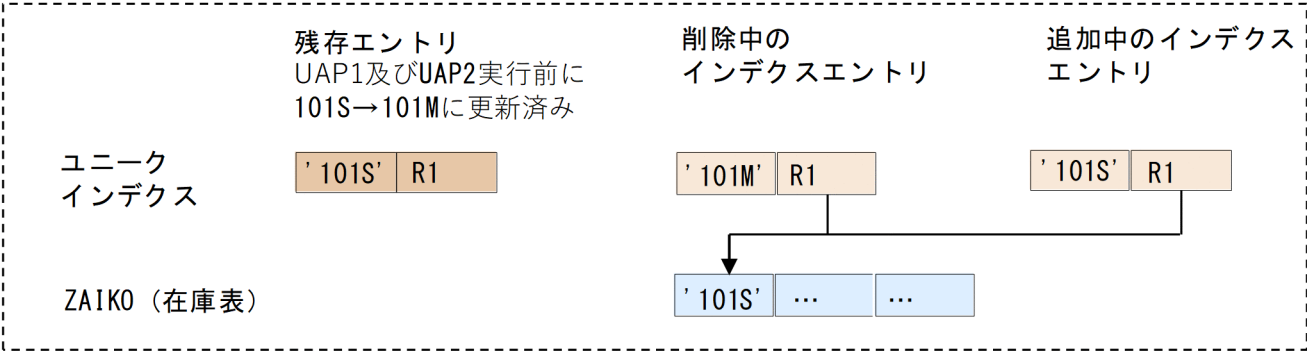 残存エントリ
UAP1及びUAP2実行前に
101S→101Mに更新済み
削除中の
インデクスエントリ
追加中のインデクス
エントリ
ユニーク
インデクス
'101S' R1
'101M' R1
'101S' R1
ZAIKO(在庫表)
'101S' … …